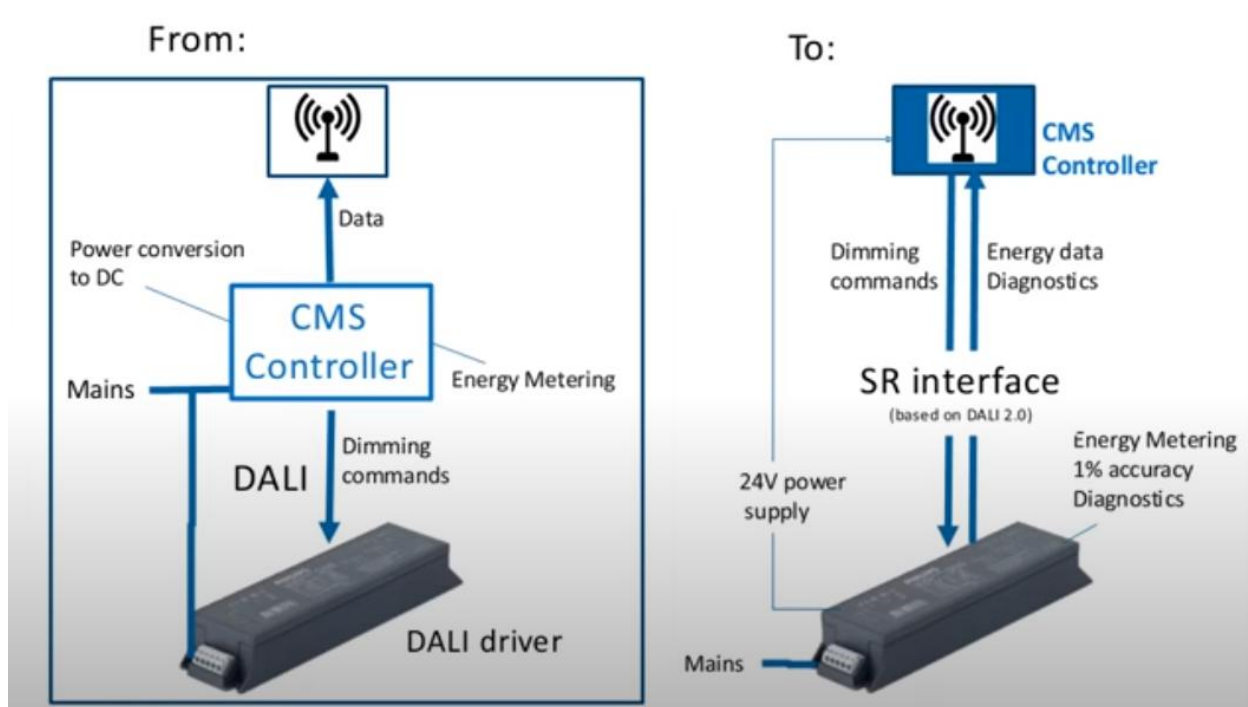 From:
Data
Power conversion
to DC
CMS
Controller
Mains
Energy Metering
Dimming
commands
DALI
DALI driver
To:
CMS
Controller
Dimming
commands
Energy data
Diagnostics
SR interface
(based on DALI 2.0)
24V power
supply
Energy Metering
1% accuracy
Diagnostics
Mains